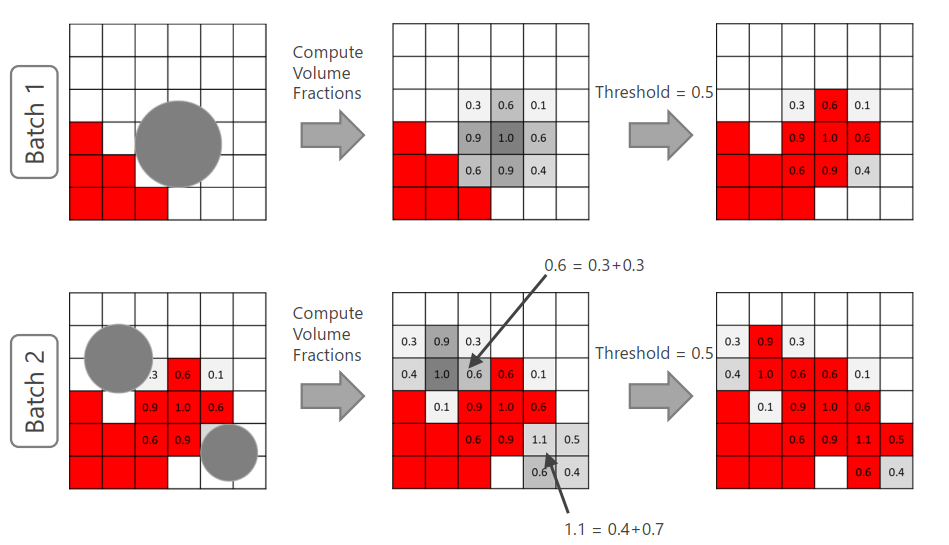 Batch 1
Compute
Volume
Fractions
0.3 0.6 0.1
0.9 1.0 0.6
0.6 0.9 0.4
Threshold = 0.5
0.3 0.6 0.1
0.9 1.0 0.6
0.6 0.9 0.4
0.6 = 0.3+0.3
Batch 2
.3 0.6 0.1
0.9 1.0 0.6
0.6 0.9
Compute
Volume
Fractions
0.3 0.9 0.3
0.4 1.0 0.6 0.6 0.1
0.1 0.9 1.0 0.6
0.6 0.9 1.1 0.5
0.6 0.4
Threshold = 0.5
0.3 0.9 0.3
0.4 1.0 0.6 0.6 0.1
0.1 0.9 1.0 0.6
0.6 0.9 1.1 0.5
0.6 0.4
1.1 = 0.4+0.7